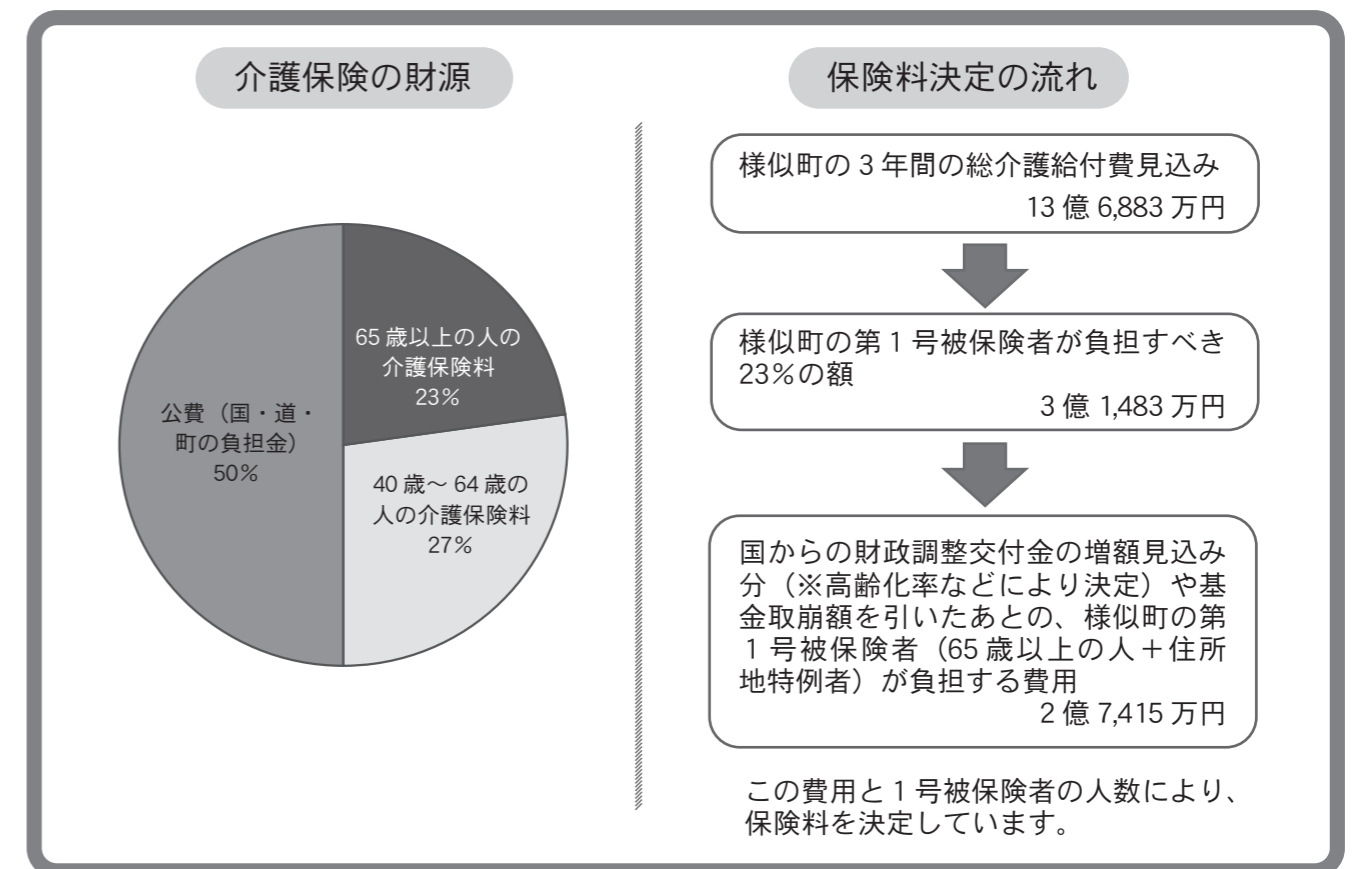 介護保険の財源
65歳以上の人の
介護保険料
23％
公費（国・道・
町の負担金）
50％
40歳～64歳の
人の介護保険料
27％
保険料決定の流れ
様似町の3年間の総介護給付費見込み
13億6,883万円
様似町の第1号被保険者が負担すべき
23％の額
3億1,483万円
国からの財政調整交付金の増額見込み
分（※高齢化率などにより決定）や基
金取崩額を引いたあとの、様似町の第
1号被保険者（65歳以上の人＋住所
地特例者）が負担する費用
2億7,415万円
この費用と1号被保険者の人数により、
保険料を決定しています。